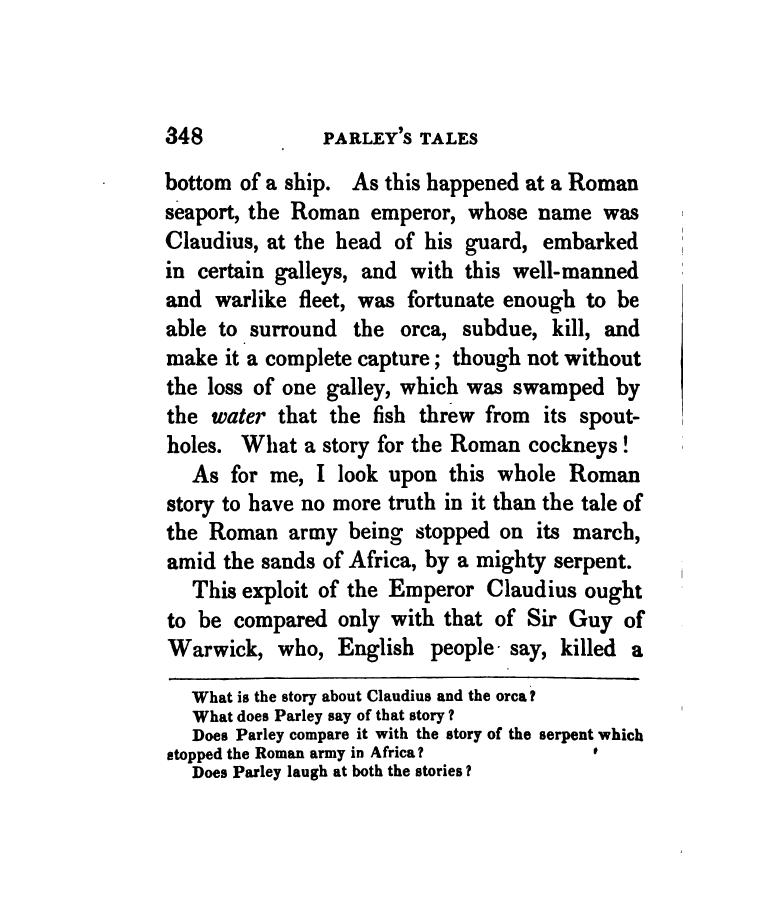 348 PARLEY'S TALES
bottom of a ship. As this happened at a Roman
seaport, the Roman emperor, whose name was
Claudius, at the head of his guard, embarked
in certain galleys, and with this well-manned
and warlike fleet, was fortunate enough to be
able to surround the orca, subdue, kill, and
make it a complete capture; though not without
the loss of one galley, which was swamped by
the water that the fish threw from its spout-
holes. What a story for the Roman cockneys!
As for me, I look upon this whole Roman
story to have no more truth in it than the tale of
the Roman army being stopped on its march,
amid the sands of Africa, by a mighty serpent.
This exploit of the Emperor Claudius ought
to be compared only with that of Sir Guy of
Warwick, who, English people say, killed a
What is the story about Claudius and the orca?
What does Parley say of that story?
Does Parley compare it with the story of the serpent which
stopped the Roman army in Africa?
Does Parley laugh at both the stories?